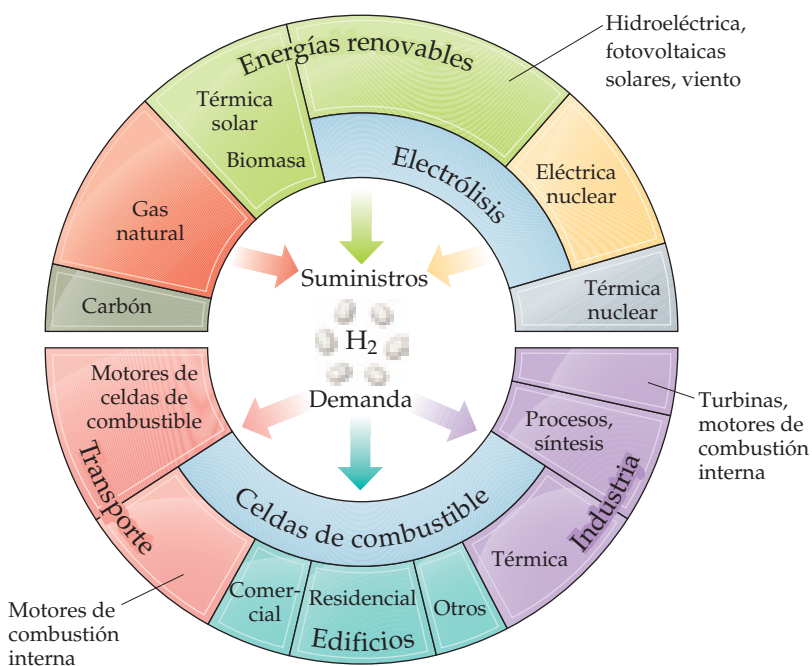 Hidroeléctrica,
fotovoltaicas
solares, viento
Energías renovables
Térmica
solar
Biomasa
Electrólisis
Eléctrica
nuclear
Gas
natural
Carbón
Térmica
nuclear
Suministros
H2
Demanda
Motores de
celdas de
combustible
Transporte
Procesos,
síntesis
Industria
Turbinas,
motores de
combustión
interna
Celdas de combustible
Térmica
Comer-
cial
Residencial
Otros
Edificios
Motores de
combustión
interna